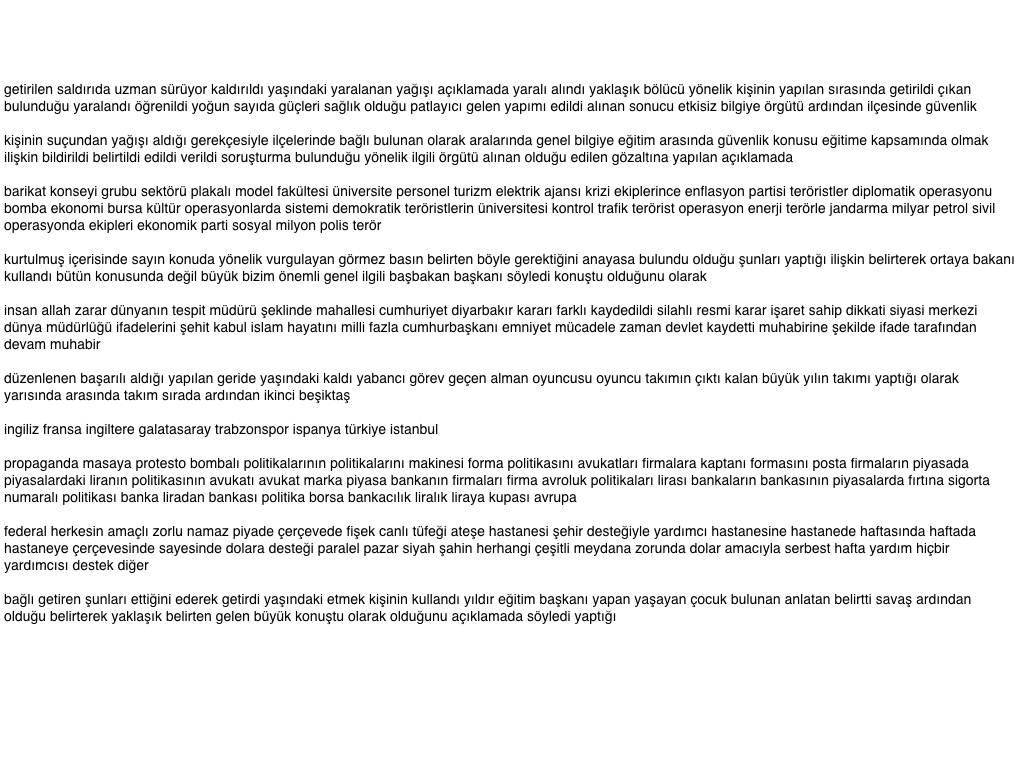 getirilen saldırıda uzman sürüyor kaldırıldı yaşındaki yaralanan yağışı açıklamada yaralı alındı yaklaşık bölücü yönelik kişinin yapılan sırasında getirildi çıkan
bulunduğu yaralandı öğrenildi yoğun sayıda güçleri sağlık olduğu patlayıcı gelen yapımı edildi alınan sonucu etkisiz bilgiye örgütü ardından ilçesinde güvenlik
kişinin suçundan yağışı aldığı gerekçesiyle ilçelerinde bağlı bulunan olarak aralarında genel bilgiye eğitim arasında güvenlik konusu eğitime kapsamında olmak
ilişkin bildirildi belirtildi edildi verildi soruşturma bulunduğu yönelik ilgili örgütü alınan olduğu edilen gözaltına yapılan açıklamada
barikat konseyi grubu sektörü plakalı model fakültesi üniversite personel turizm elektrik ajansı krizi ekiplerince enflasyon partisi teröristler diplomatik operasyonu
bomba ekonomi bursa kültür operasyonlarda sistemi demokratik teröristlerin üniversitesi kontrol trafik terörist operasyon enerji terörle jandarma milyar petrol sivil
operasyonda ekipleri ekonomik parti sosyal milyon polis terör
kurtulmuş içerisinde sayın konuda yönelik vurgulayan görmez basın belirten böyle gerektiğini anayasa bulundu olduğu şunları yaptığı ilişkin belirterek ortaya bakanı
kullandı bütün konusunda değil büyük bizim önemli genel ilgili başbakan başkanı söyledi konuştu olduğunu olarak
insan allah zarar dünyanın tespit müdürü şeklinde mahallesi cumhuriyet diyarbakır kararı farklı kaydedildi silahlı resmi karar işaret sahip dikkati siyasi merkezi
dünya müdürlüğü ifadelerini şehit kabul islam hayatını milli fazla cumhurbaşkanı emniyet mücadele zaman devlet kaydetti muhabirine şekilde ifade tarafından
devam muhabir
düzenlenen başarılı aldığı yapılan geride yaşındaki kaldı yabancı görev geçen alman oyuncusu oyuncu takımın çıktı kalan büyük yılın takımı yaptığı olarak
yarısında arasında takım sırada ardından ikinci beşiktaş
ingiliz fransa ingiltere galatasaray trabzonspor ispanya türkiye istanbul
propaganda masaya protesto bombalı politikalarının politikalarını makinesi forma politikasını avukatları firmalara kaptanı formasını posta firmaların piyasada
piyasalardaki liranın politikasının avukatı avukat marka piyasa bankanın firmaları firma avroluk politikaları lirası bankaların bankasının piyasalarda fırtına sigorta
numaralı politikası banka liradan bankası politika borsa bankacılık liralık liraya kupası avrupa
federal herkesin amaçlı zorlu namaz piyade çerçevede fişek canlı tüfeği ateşe hastanesi şehir desteğiyle yardımcı hastanesine hastanede haftasında haftada
hastaneye çerçevesinde sayesinde dolara desteği paralel pazar siyah şahin herhangi çeşitli meydana zorunda dolar amacıyla serbest hafta yardım hiçbir
yardımcısı destek diğer
bağlı getiren şunları ettiğini ederek getirdi yaşındaki etmek kişinin kullandı yıldır eğitim başkanı yapan yaşayan çocuk bulunan anlatan belirtti savaş ardından
olduğu belirterek yaklaşık belirten gelen büyük konuştu olarak olduğunu açıklamada söyledi yaptığı